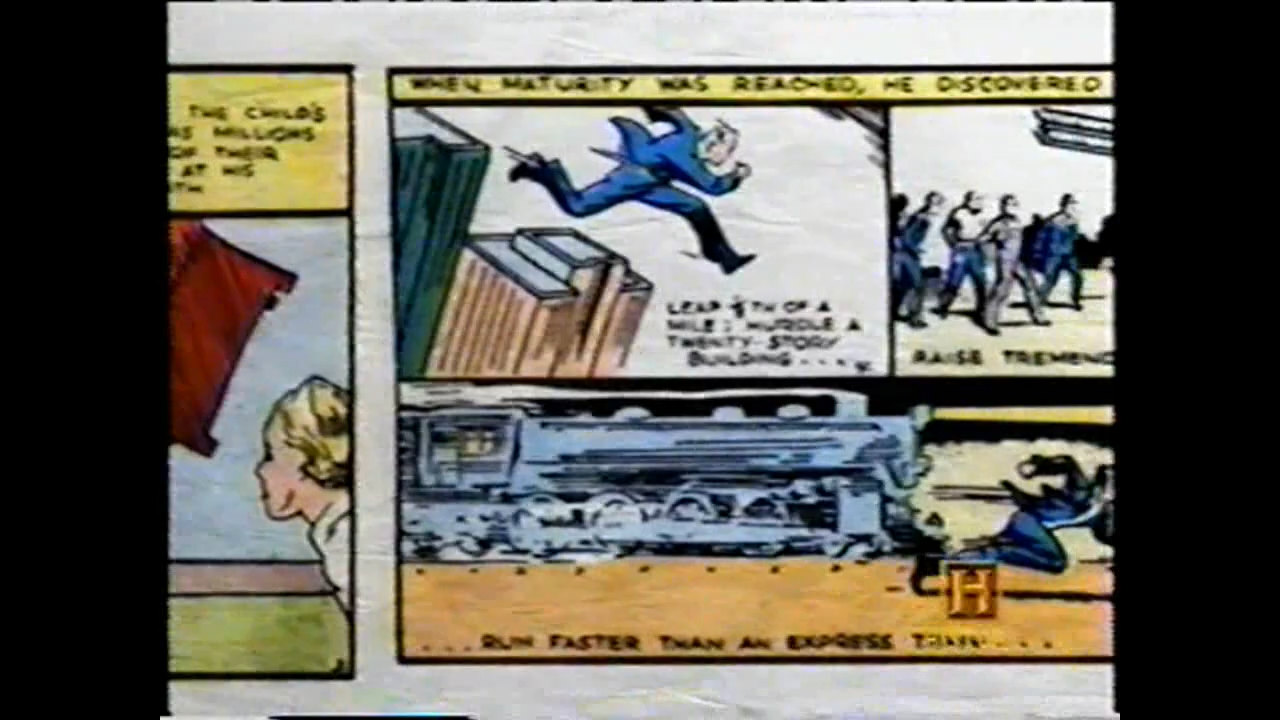 THE CHILD'S
AS MILLIONS
OF THEIR
AT HIS
WHEN MATURITY WAS REACHED, HE DISCOVERED
LEAP 1/8TH OF A
MILE; HURDLE A
TWENTY-STORY
BUILDING....
RAISE TREMEND
...RUN FASTER THAN AN EXPRESS TRAIN...
H